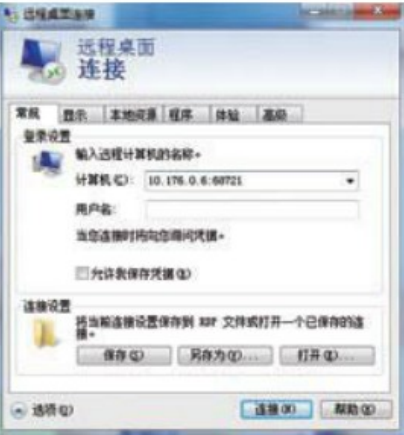 远程桌面连接
远程桌面
连接
常规 显示 本地资源 程序 体验 高级
登录设置
输入远程计算机的名称。
计算机(C): 10.176.0.6:60721
用户名:
当您连接时将向您询问凭据。
允许我保存凭据(R)
连接设置
将当前连接设置保存到 RDP 文件或打开一个已保存的连
接。
保存(S) 另存为(V)... 打开(E)...
选项(O) 连接(N) 帮助(H)